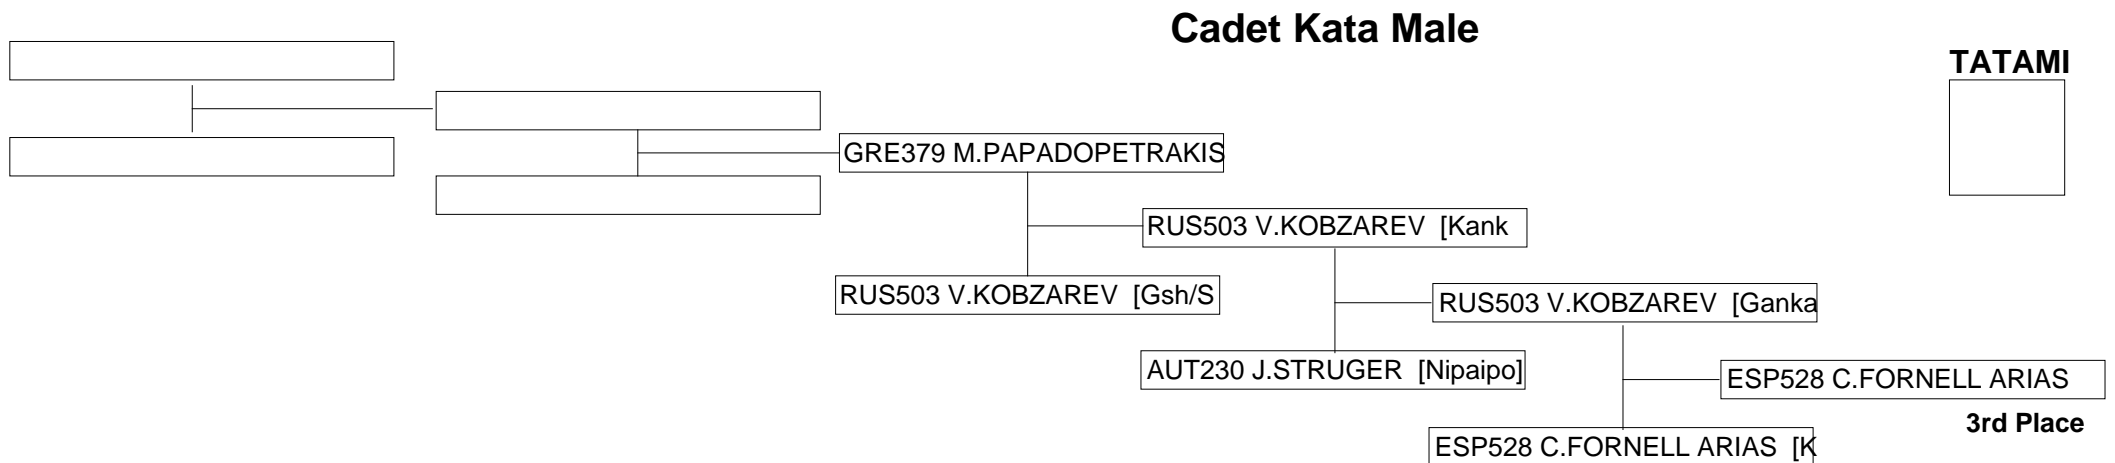 Cadet Kata Male
TATAMI
GRE379 M.PAPADOPETRAKIS
RUS503 V.KOBZAREV [Kank
RUS503 V.KOBZAREV [Gsh/S
RUS503 V.KOBZAREV [Ganka
AUT230 J.STRUGER [Nipaipo]
ESP528 C.FORNELL ARIAS
3rd Place
ESP528 C.FORNELL ARIAS [K